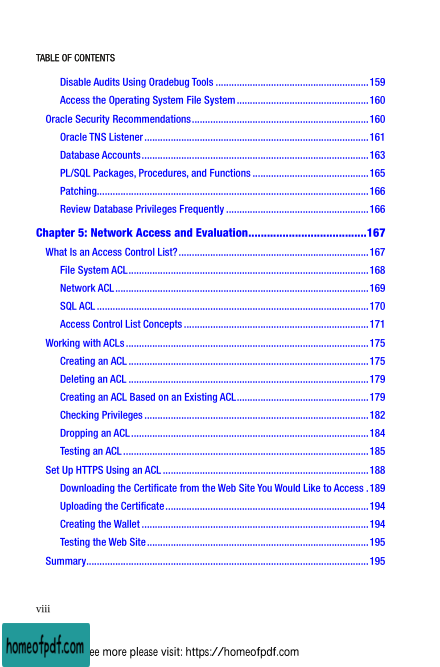 TABLE OF CONTENTS
Disable Audits Using Oradebug Tools ..........................................................159
Access the Operating System File System ..................................................160
Oracle Security Recommendations...................................................................160
Oracle TNS Listener .....................................................................................161
Database Accounts......................................................................................163
PL/SQL Packages, Procedures, and Functions ............................................165
Patching.......................................................................................................166
Review Database Privileges Frequently ......................................................166
Chapter 5: Network Access and Evaluation....................................167
What Is an Access Control List?........................................................................167
File System ACL...........................................................................................168
Network ACL................................................................................................169
SQL ACL .......................................................................................................170
Access Control List Concepts ......................................................................171
Working with ACLs ............................................................................................175
Creating an ACL ...........................................................................................175
Deleting an ACL ...........................................................................................179
Creating an ACL Based on an Existing ACL..................................................179
Checking Privileges .....................................................................................182
Dropping an ACL..........................................................................................184
Testing an ACL.............................................................................................185
Set Up HTTPS Using an ACL ..............................................................................188
Downloading the Certificate from the Web Site You Would Like to Access .189
Uploading the Certificate.............................................................................194
Creating the Wallet ......................................................................................194
Testing the Web Site....................................................................................195
Summary...........................................................................................................195
viii
homeofpdf.com
ee more please visit: https://homeofpdf.com